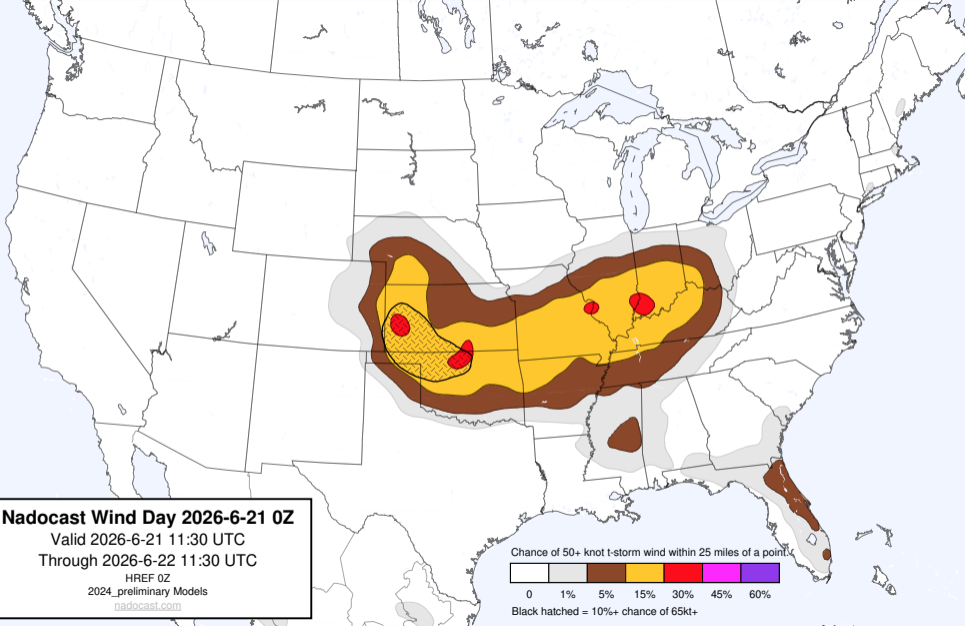 Nadocast Wind Day 2026-6-21 0Z
Valid 2026-6-21 11:30 UTC
Through 2026-6-22 11:30 UTC
HREF 0Z
2024_preliminary Models
nadocast.com
Chance of 50+ knot t-storm wind within 25 miles of a point.
0 1% 5% 15% 30% 45% 60%
Black hatched = 10%+ chance of 65kt+